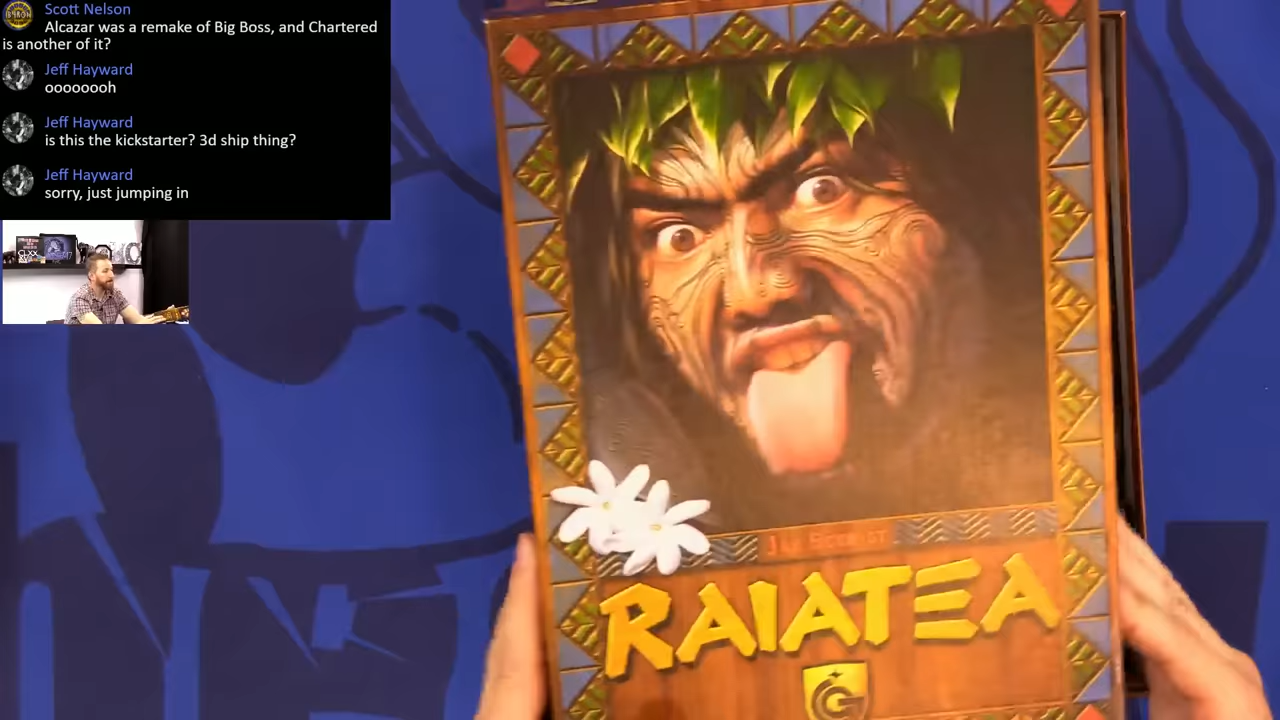 Scott Nelson
Alcazar was a remake of Big Boss, and Chartered
is another of it?
Jeff Hayward
oooooooh
Jeff Hayward
is this the kickstarter? 3d ship thing?
Jeff Hayward
sorry, just jumping in
RAIATEA